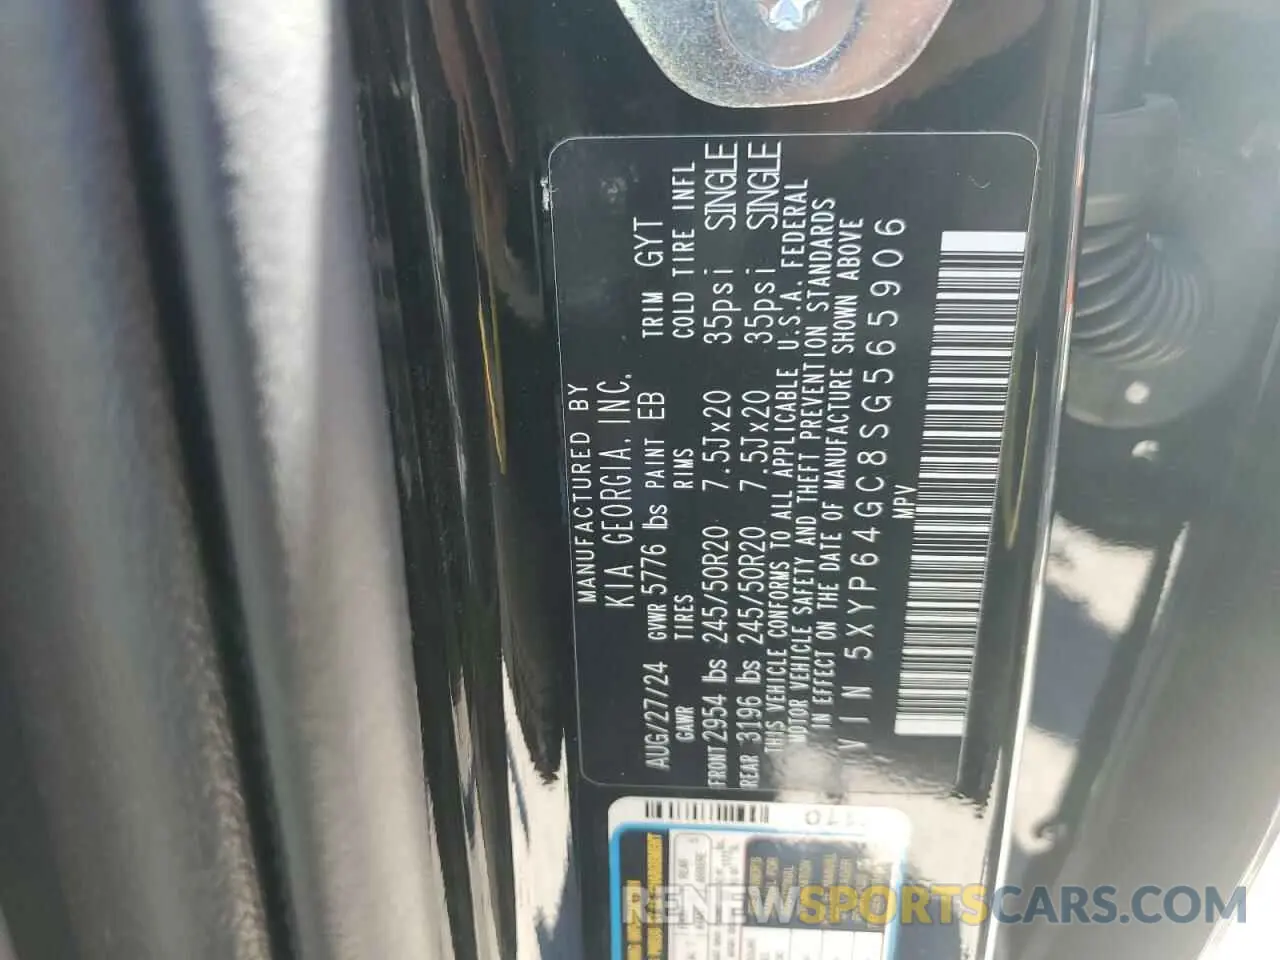 MANUFACTURED BY
KIA GEORGIA, INC.
AUG/27/24 GVWR 5776 lbs PAINT EB TRIM GYT
GAWR TIRES RIMS COLD TIRE INFL
FRONT 2954 lbs 245/50R20 7.5Jx20 35psi SINGLE
REAR 3196 lbs 245/50R20 7.5Jx20 35psi SINGLE
THIS VEHICLE CONFORMS TO ALL APPLICABLE U.S.A. FEDERAL
MOTOR VEHICLE SAFETY AND THEFT PREVENTION STANDARDS
IN EFFECT ON THE DATE OF MANUFACTURE SHOWN ABOVE
VIN 5XYP64GC8SG565906
MPV
RENEWSPORTSCARS.COM